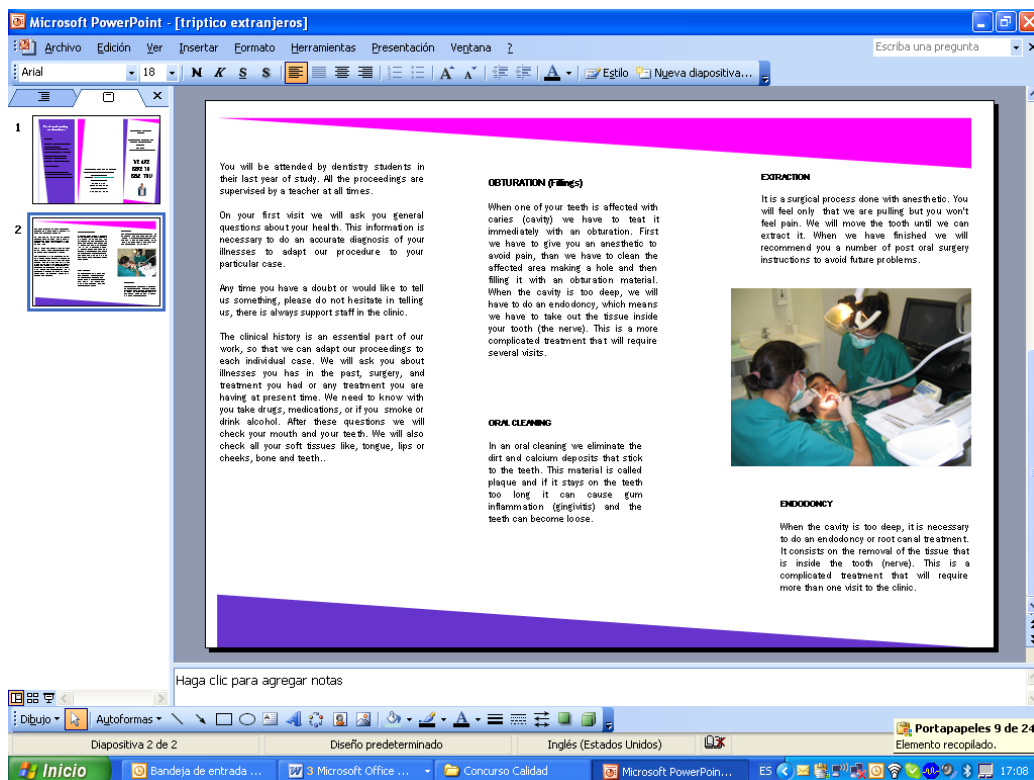 Microsoft PowerPoint - [triptico extranjeros]
Archivo Edición Ver Insertar Formato Herramientas Presentación Ventana ?
Escriba una pregunta
Arial 18 N K S S Estilo Nueva diapositiva...
1
2
You will be attended by dentistry students in
their last year of study. All the proceedings are
supervised by a teacher at all times.
On your first visit we will ask you general
questions about your health. This information is
necessary to do an accurate diagnosis of your
illnesses to adapt our procedure to your
particular case.
Any time you have a doubt or would like to tell
us something, please do not hesitate in telling
us, there is always support staff in the clinic.
The clinical history is an essential part of our
work, so that we can adapt our proceedings to
each individual case. We will ask you about
illnesses you has in the past, surgery, and
treatment you had or any treatment you are
having at present time. We need to know with
you take drugs, medications, or if you smoke or
drink alcohol. After these questions we will
check your mouth and your teeth. We will also
check all your soft tissues like, tongue, lips or
cheeks, bone and teeth..
OBTURATION (Fillings)
When one of your teeth is affected with
caries (cavity) we have to teat it
immediately with an obturation. First
we have to give you an anesthetic to
avoid pain, than we have to clean the
affected area making a hole and then
filling it with an obturation material.
When the cavity is too deep, we will
have to do an endodoncy, which means
we have to take out the tissue inside
your tooth (the nerve). This is a more
complicated treatment that will require
several visits.
ORAL CLEANING
In an oral cleaning we eliminate the
dirt and calcium deposits that stick
to the teeth. This material is called
plaque and if it stays on the teeth
too long it can cause gum
inflammation (gingivitis) and the
teeth can become loose.
EXTRACTION
It is a surgical process done with anesthetic. You
will feel only that we are pulling but you won't
feel pain. We will move the tooth until we can
extract it. When we have finished we will
recommend you a number of post oral surgery
instructions to avoid future problems.
ENDODONCY
When the cavity is too deep, it is necessary
to do an endodoncy or root canal treatment.
It consists on the removal of the tissue that
is inside the tooth (nerve). This is a
complicated treatment that will require
more than one visit to the clinic.
Haga clic para agregar notas
Dibujo Autoformas
Diapositiva 2 de 2 Diseño predeterminado Inglés (Estados Unidos)
Portapapeles 9 de 24
Elemento recopilado.
Inicio Bandeja de entrada ... 3 Microsoft Office ... Concurso Calidad Microsoft PowerPoin... ES 17:09